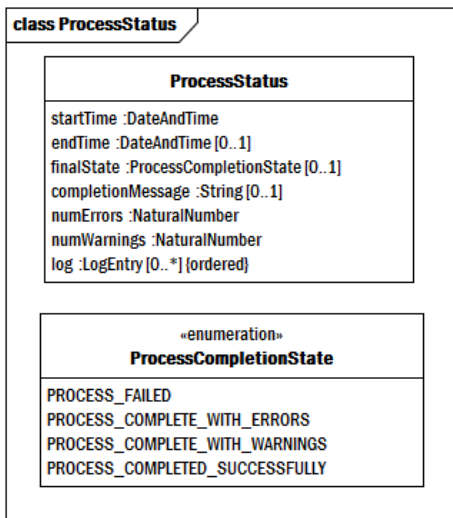 class ProcessStatus
ProcessStatus
startTime :DateAndTime
endTime :DateAndTime [0..1]
finalState :ProcessCompletionState [0..1]
completionMessage :String [0..1]
numErrors :NaturalNumber
numWarnings :NaturalNumber
log :LogEntry [0..*] {ordered}
«enumeration»
ProcessCompletionState
PROCESS_FAILED
PROCESS_COMPLETE_WITH_ERRORS
PROCESS_COMPLETE_WITH_WARNINGS
PROCESS_COMPLETED_SUCCESSFULLY